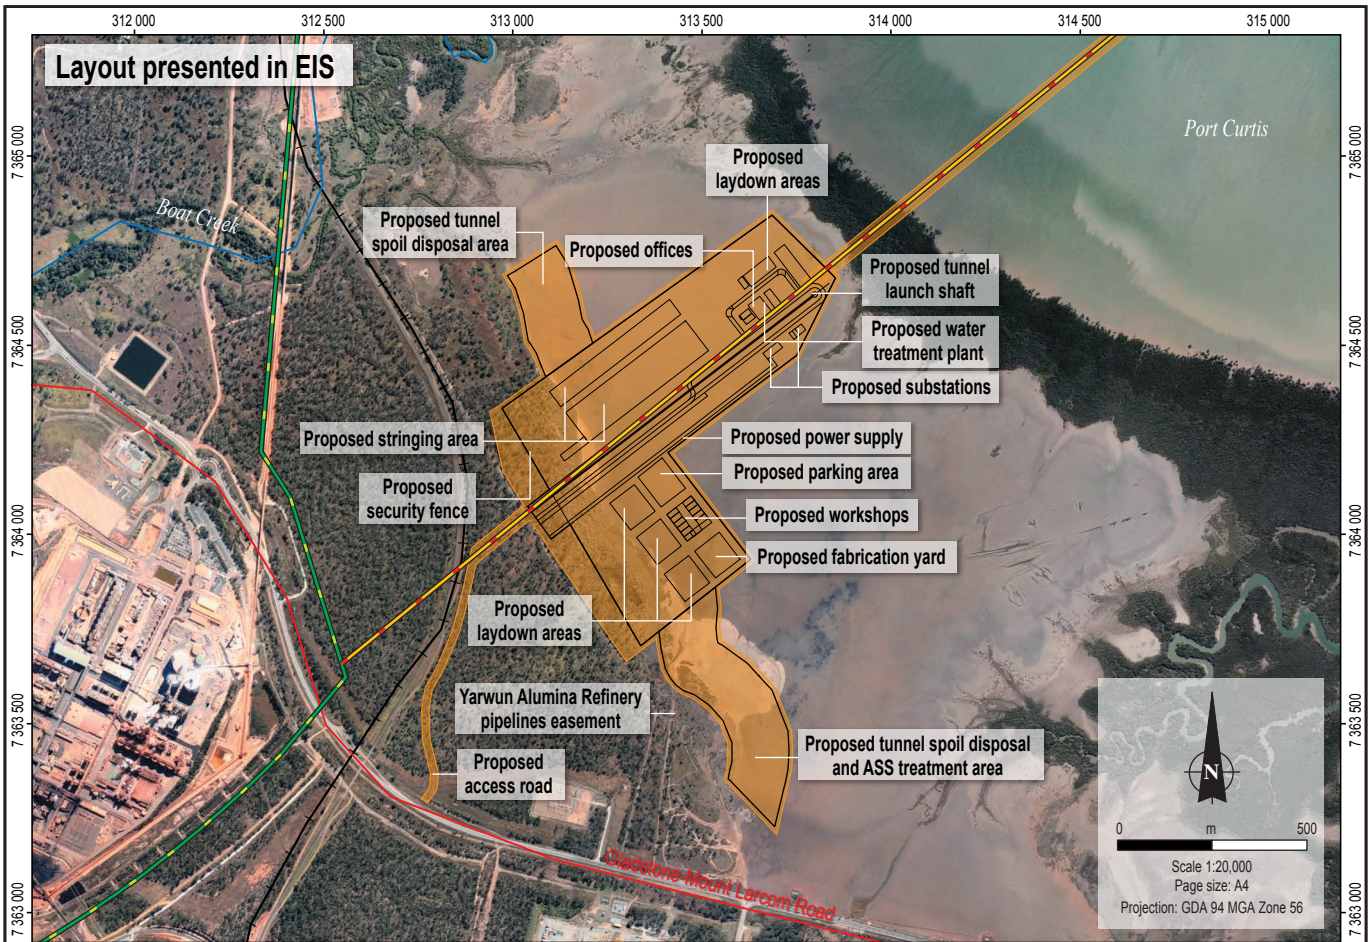 312 000
312 500
313 000
313 500
314 000
314 500
315 000
Layout presented in EIS
Port Curtis
7 365 000
7 365 000
Proposed
laydown areas
Boat Creek
Proposed tunnel
spoil disposal area
Proposed offices
Proposed tunnel
launch shaft
7 364 500
7 364 500
Proposed water
treatment plant
Proposed substations
Proposed stringing area
Proposed power supply
Proposed parking area
Proposed
security fence
Proposed workshops
7 364 000
7 364 000
Proposed fabrication yard
Proposed
laydown areas
Yarwun Alumina Refinery
pipelines easement
7 363 500
7 363 500
Proposed tunnel spoil disposal
and ASS treatment area
Proposed
access road
N
0 m 500
Scale 1:20,000
Page size: A4
Projection: GDA 94 MGA Zone 56
Gladstone-Mount Larcom Road
7 363 000
7 363 000